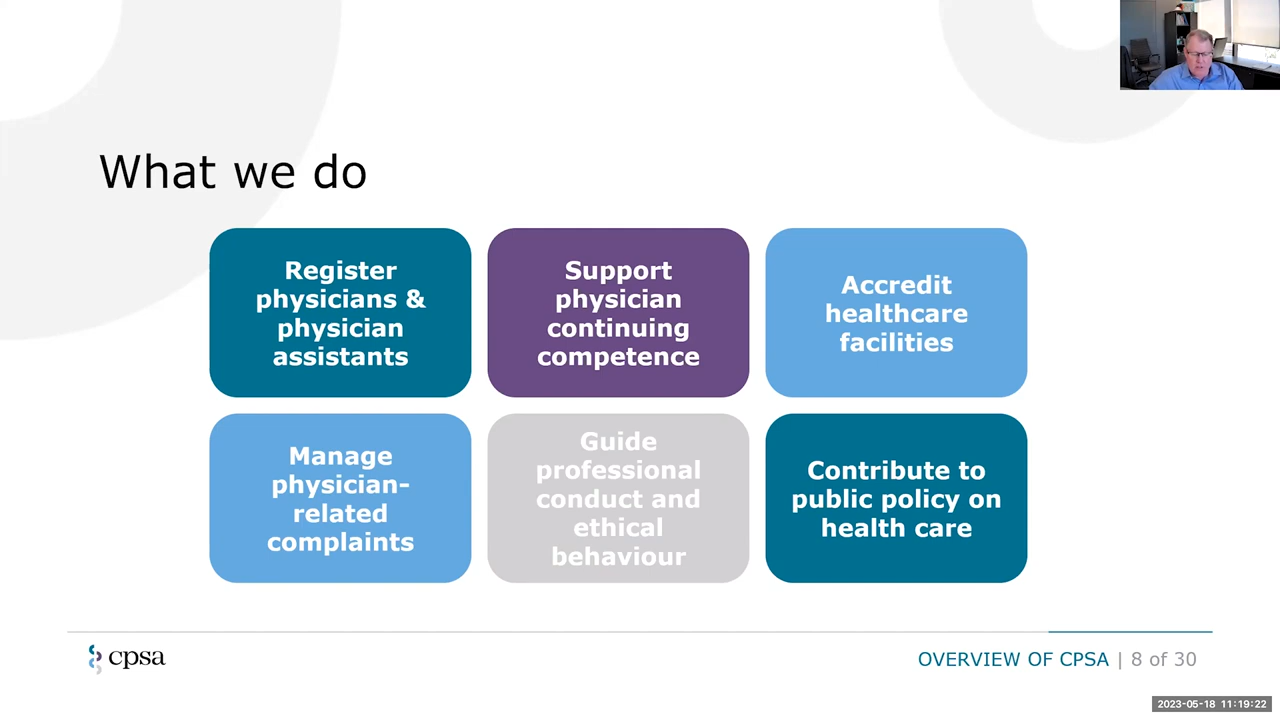 What we do
Register
physicians &
physician
assistants
Support
physician
continuing
competence
Accredit
healthcare
facilities
Manage
physician-
related
complaints
Guide
professional
conduct and
ethical
behaviour
Contribute to
public policy on
health care
cpsa
OVERVIEW OF CPSA | 8 of 30
2023-05-18 11:19:22